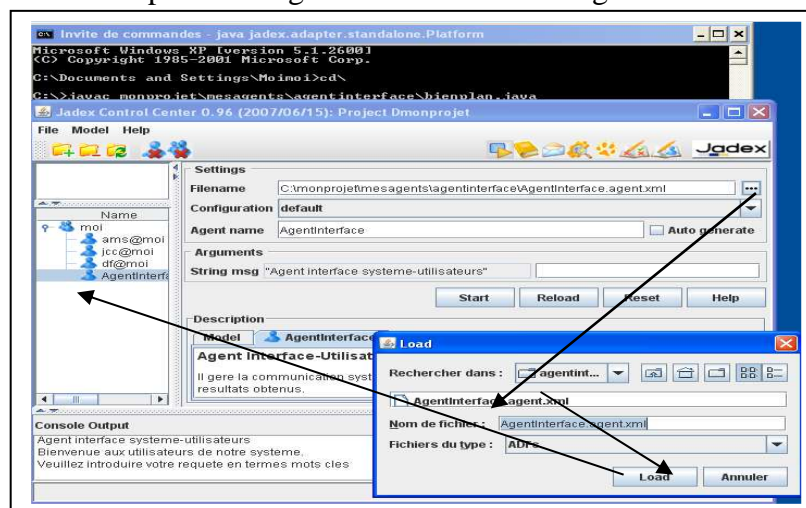 Invite de commandes - java jadex.adapter.standalone.Platform
Microsoft Windows XP [version 5.1.2600]
(C) Copyright 1985-2001 Microsoft Corp.
C:\Documents and Settings\Moimoi>cd\
C:\>javac monprojet\mesagents\agentinterface\bienplan.java
Jadex Control Center 0.96 (2007/06/15): Project Dmonprojet
File Model Help
Jadex
Settings
Filename C:\monprojet\mesagents\agentinterface\AgentInterface.agent.xml ...
Configuration default
Agent name AgentInterface Auto generate
Arguments
String msg "Agent interface systeme-utilisateurs"
Start Reload Reset Help
Name
moi
ams@moi
jcc@moi
df@moi
AgentInterfa
Description
Model AgentInterface
Agent Interface-Utilisat
Il gere la communication syst
resultats obtenus.
Load
Rechercher dans : agentint...
AgentInterface.agent.xml
Nom de fichier : AgentInterface.agent.xml
Fichiers du type : ADFs
Load Annuler
Console Output
Agent interface systeme-utilisateurs
Bienvenue aux utilisateurs de notre systeme.
Veuillez introduire votre requete en termes mots cles